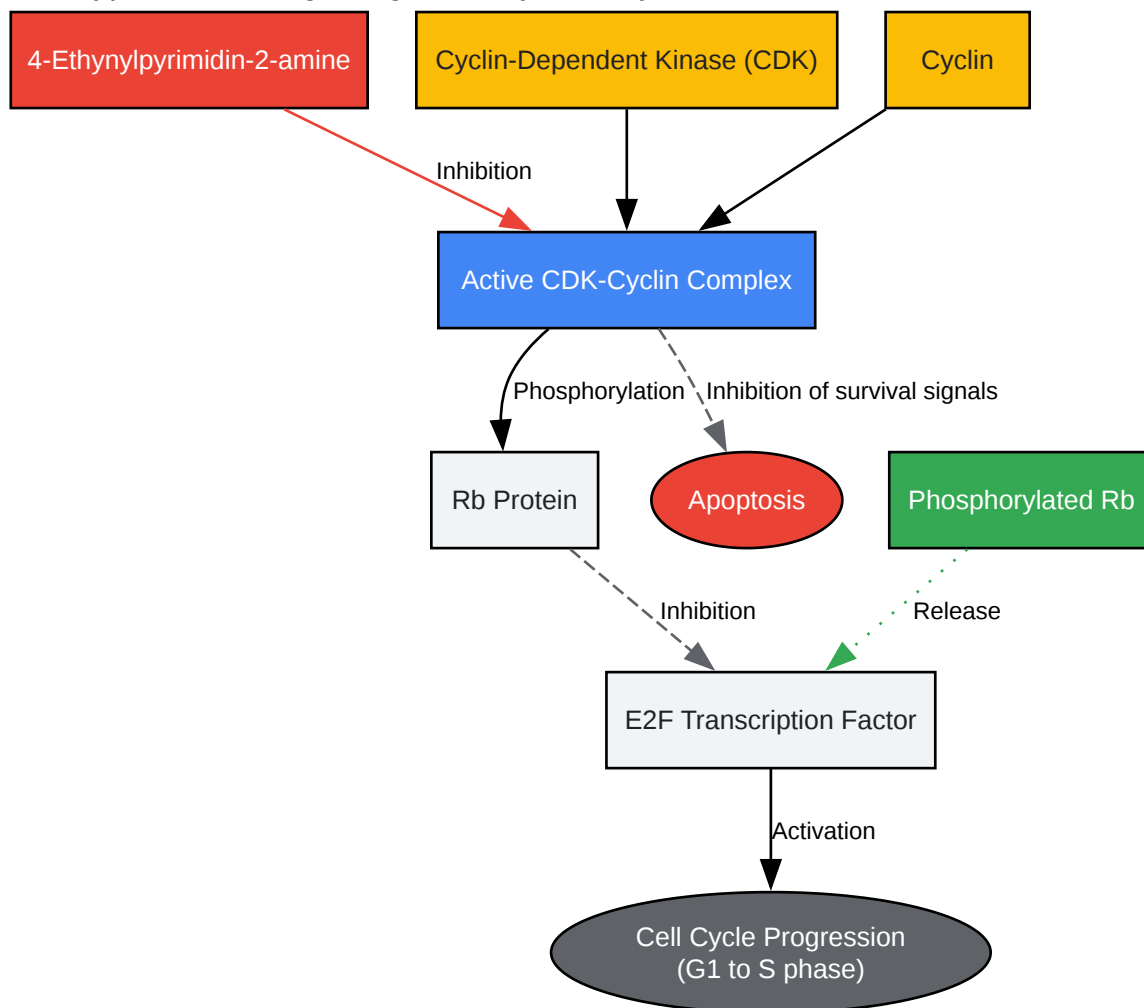 4-Ethynylpyrimidin-2-amine
Cyclin-Dependent Kinase (CDK)
Cyclin
Inhibition
Active CDK-Cyclin Complex
Phosphorylation
Inhibition of survival signals
Rb Protein
Apoptosis
Phosphorylated Rb
Inhibition
Release
E2F Transcription Factor
Activation
Cell Cycle Progression
(G1 to S phase)